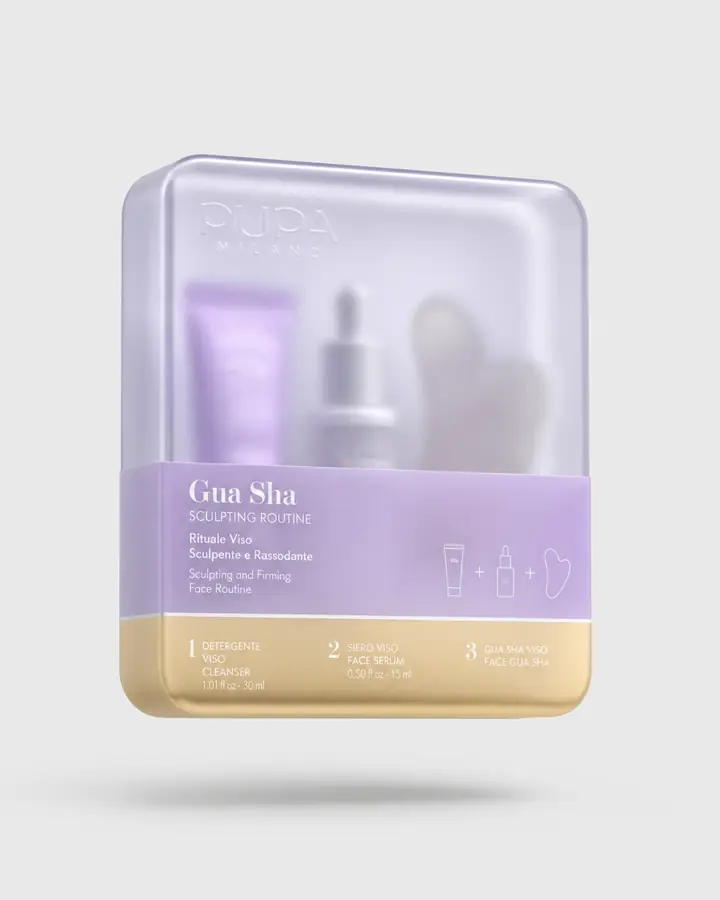 PUPA
MILANO
Gua Sha
SCULPTING ROUTINE
Rituale Viso
Sculpente e Rassodante
Sculpting and Firming
Face Routine
+ +
1 DETERGENTE
VISO
CLEANSER
1.01 fl oz - 30 ml
2 SIERO VISO
FACE SERUM
0.50 fl oz - 15 ml
3 GUA SHA VISO
FACE GUA SHA